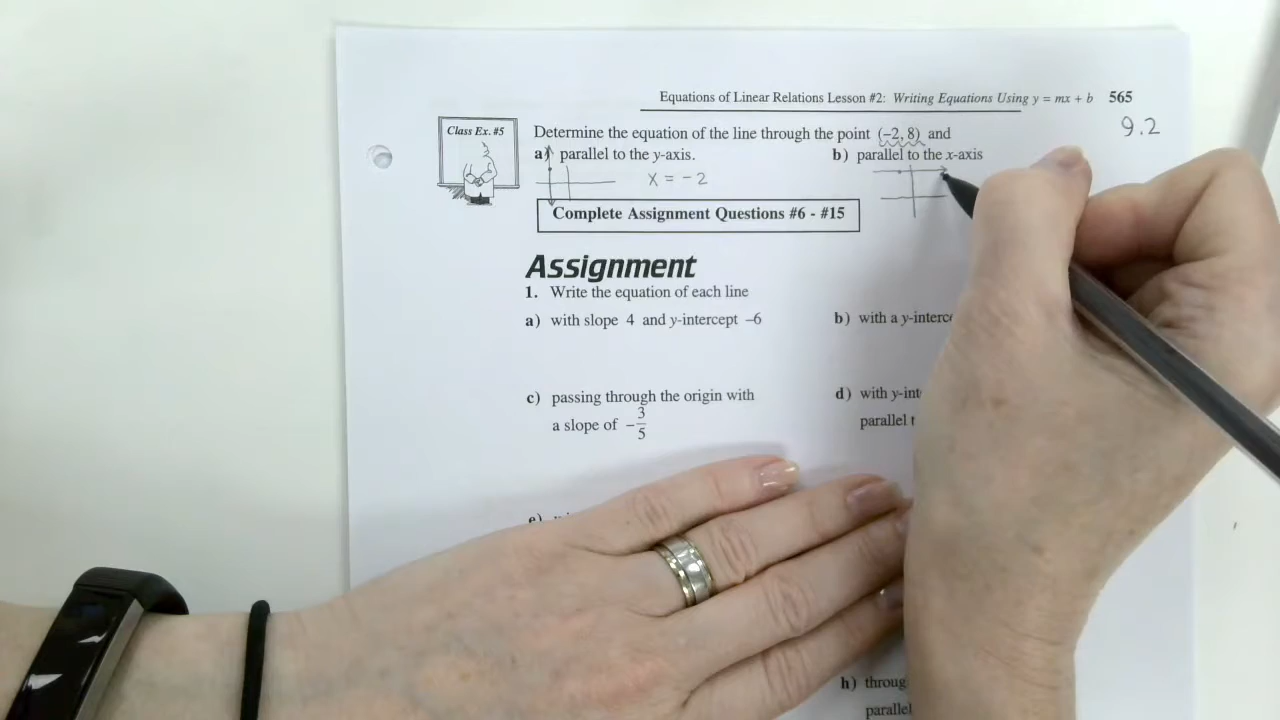 Equations of Linear Relations Lesson #2: Writing Equations Using y = mx + b 565
9.2
Class Ex. #5
Determine the equation of the line through the point (−2, 8) and
a) parallel to the y-axis.
b) parallel to the x-axis
x = −2
Complete Assignment Questions #6 - #15
Assignment
1. Write the equation of each line
a) with slope 4 and y-intercept −6
b) with a y-interc
c) passing through the origin with
a slope of −3/5
d) with y-int
parallel
e)
h) throug
parallel